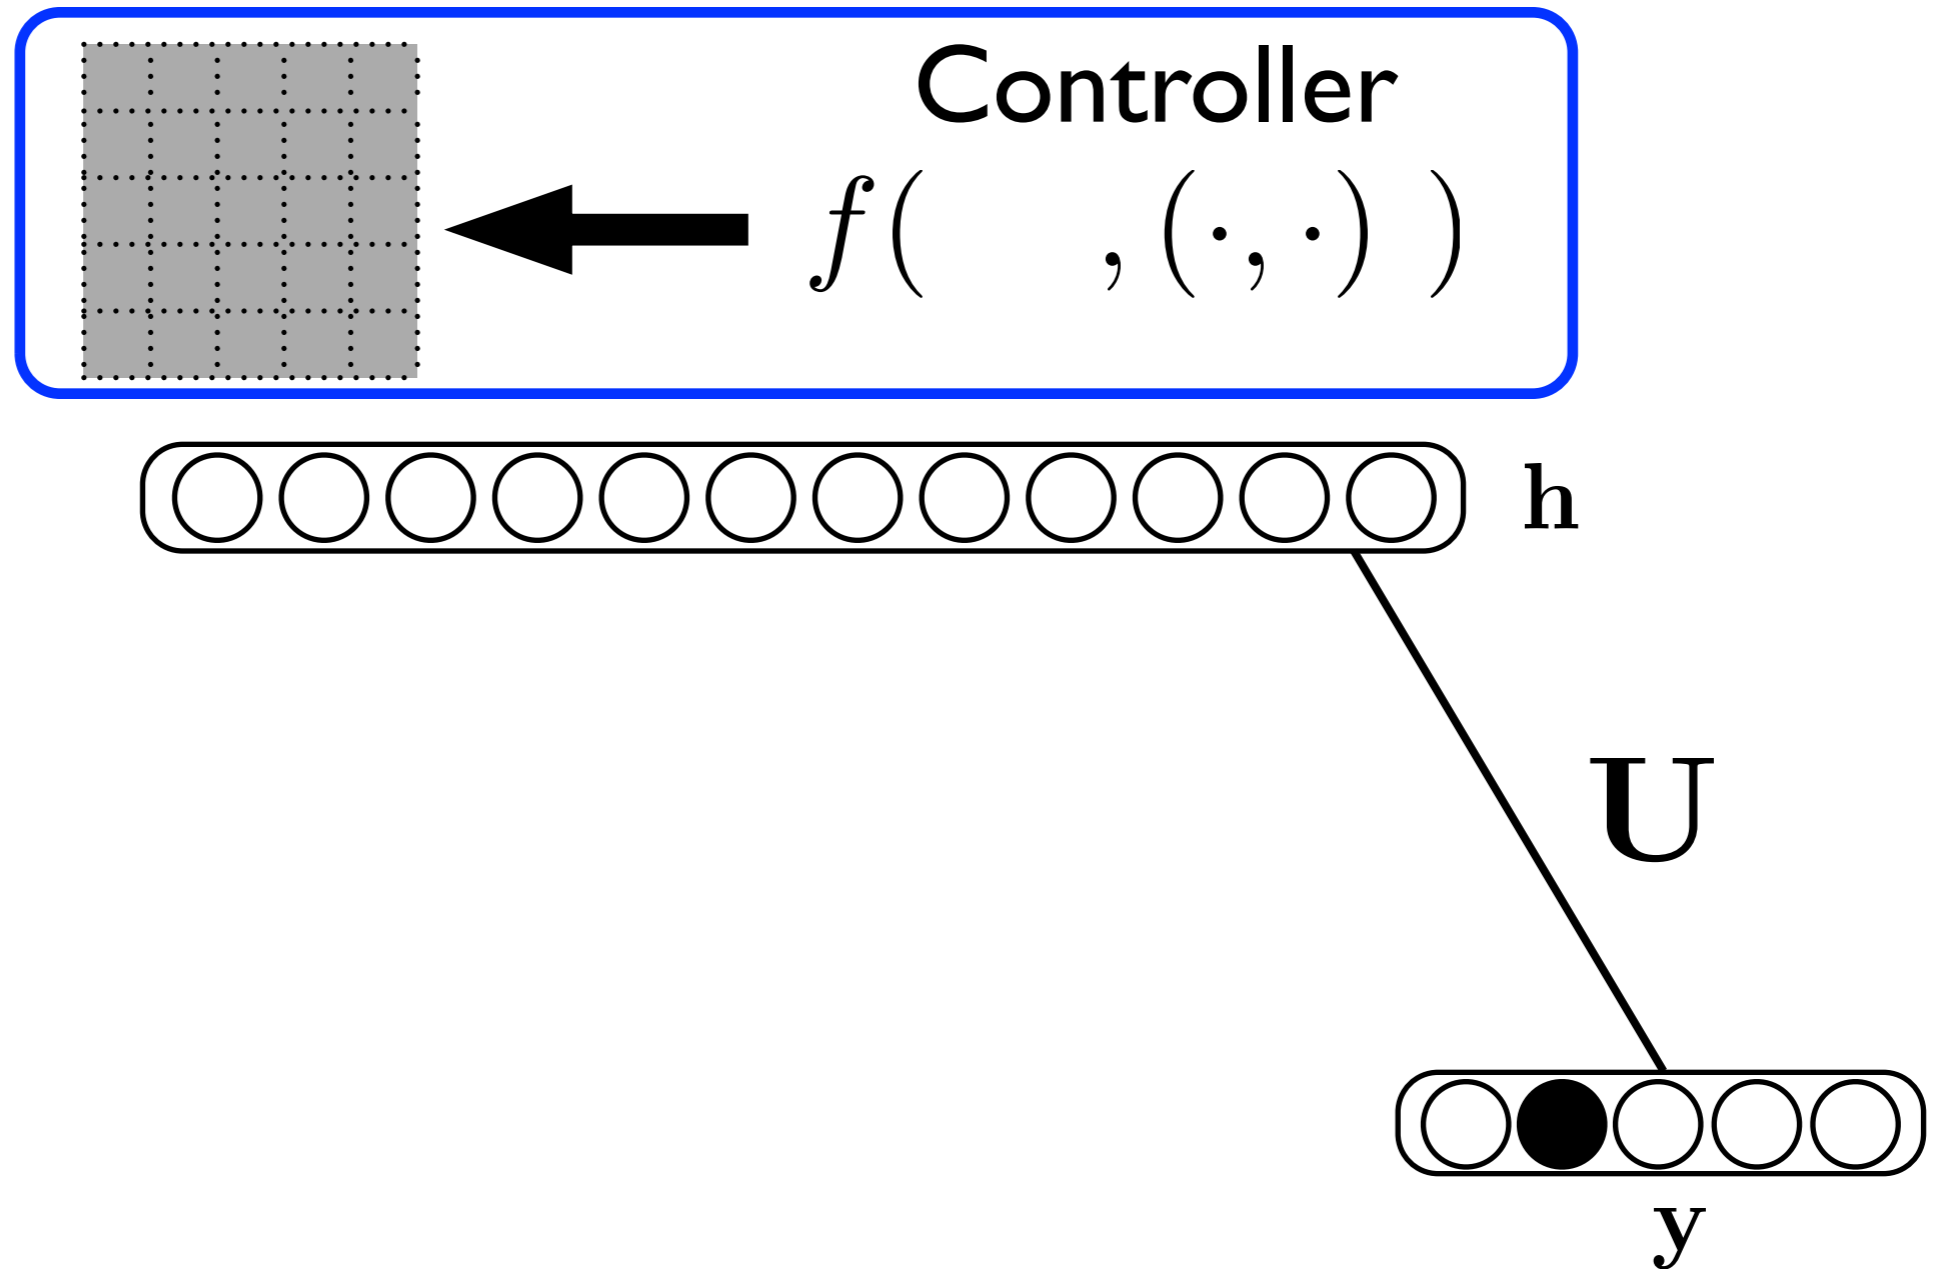 Controller
f(    , (·, ·) )
h
U
y